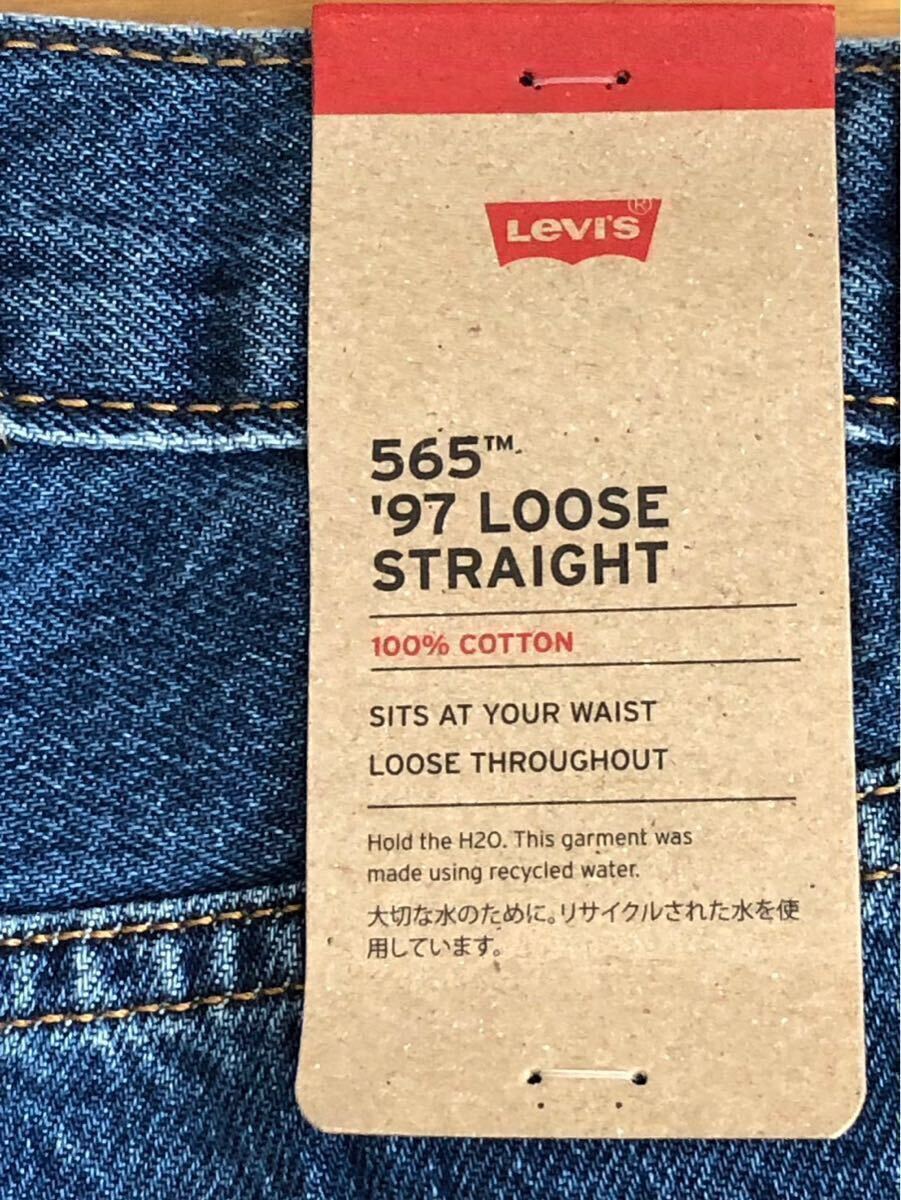 Levi's®
565™
'97 LOOSE
STRAIGHT
100% COTTON
SITS AT YOUR WAIST
LOOSE THROUGHOUT
Hold the H2O. This garment was
made using recycled water.
大切な水のために。リサイクルされた水を使
用しています。